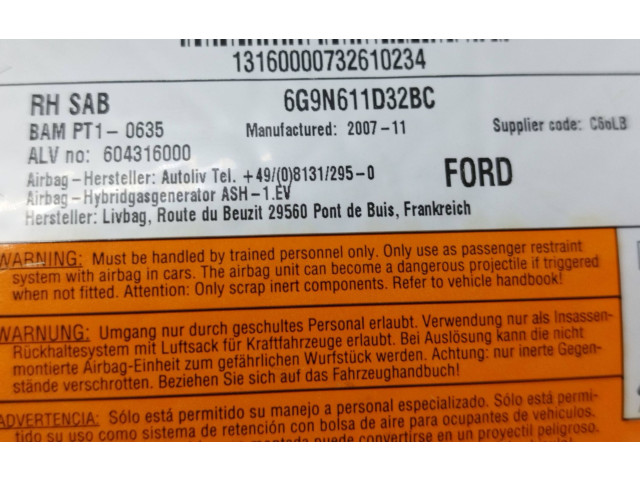 13160000732610234
RH SAB 6G9N611D32BC
BAM PT1-0635 Manufactured: 2007-11 Supplier code: C5oLB
ALV no: 604316000
Airbag-Hersteller: Autoliv Tel. +49/(0)8131/295-0 FORD
Airbag-Hybridgasgenerator ASH-1.EV
Hersteller: Livbag, Route du Beuzit 29560 Pont de Buis, Frankreich
WARNING: Must be handled by trained personnel only. Only use as passenger restraint
system with airbag in cars. The airbag unit can become a dangerous projectile if triggered
when not fitted. Attention: Only scrap inert components. Refer to vehicle handbook!
WARNUNG: Umgang nur durch geschultes Personal erlaubt. Verwendung nur als Insassen-
Rückhaltesystem mit Luftsack für Kraftfahrzeuge erlaubt. Bei Auslösung kann die nicht
montierte Airbag-Einheit zum gefährlichen Wurfstück werden. Achtung: nur inerte Gegen-
stände verschrotten. Beziehen Sie sich auf das Fahrzeughandbuch!
ADVERTENCIA: Sólo está permitido su manejo a personal especializado. Sólo está permi-
tido su uso como sistema de retención con bolsa de aire para ocupantes de vehículos.
puede convertirse en un proyectil peligroso.